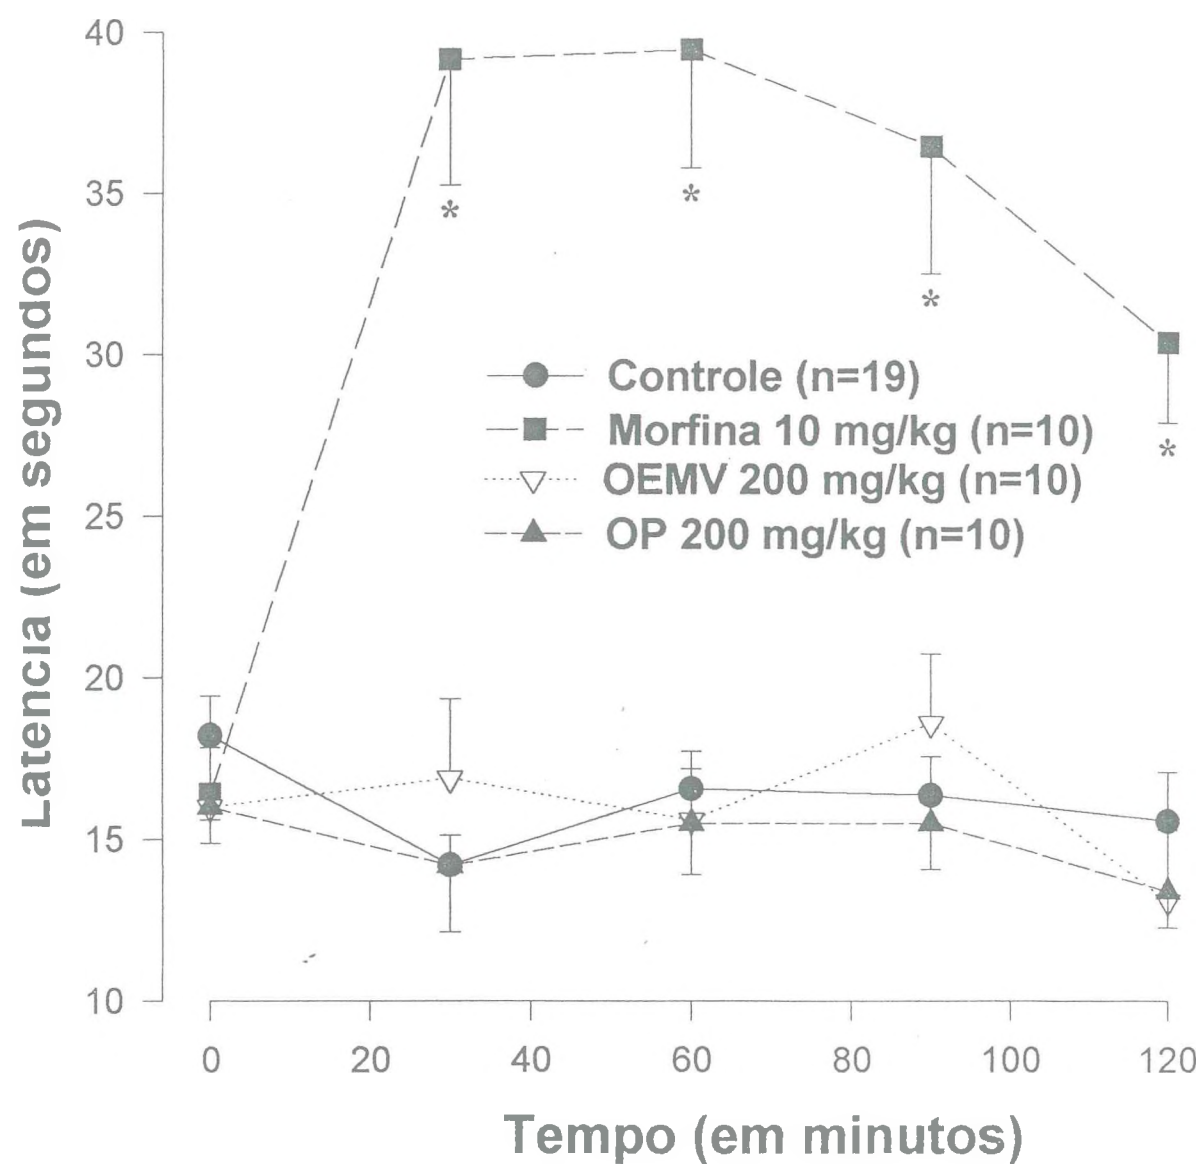 40
35
30
25
20
15
10
Latencia (em segundos)
*
*
*
*
Controle (n=19)
Morfina 10 mg/kg (n=10)
OEMV 200 mg/kg (n=10)
OP 200 mg/kg (n=10)
0 20 40 60 80 100 120
Tempo (em minutos)